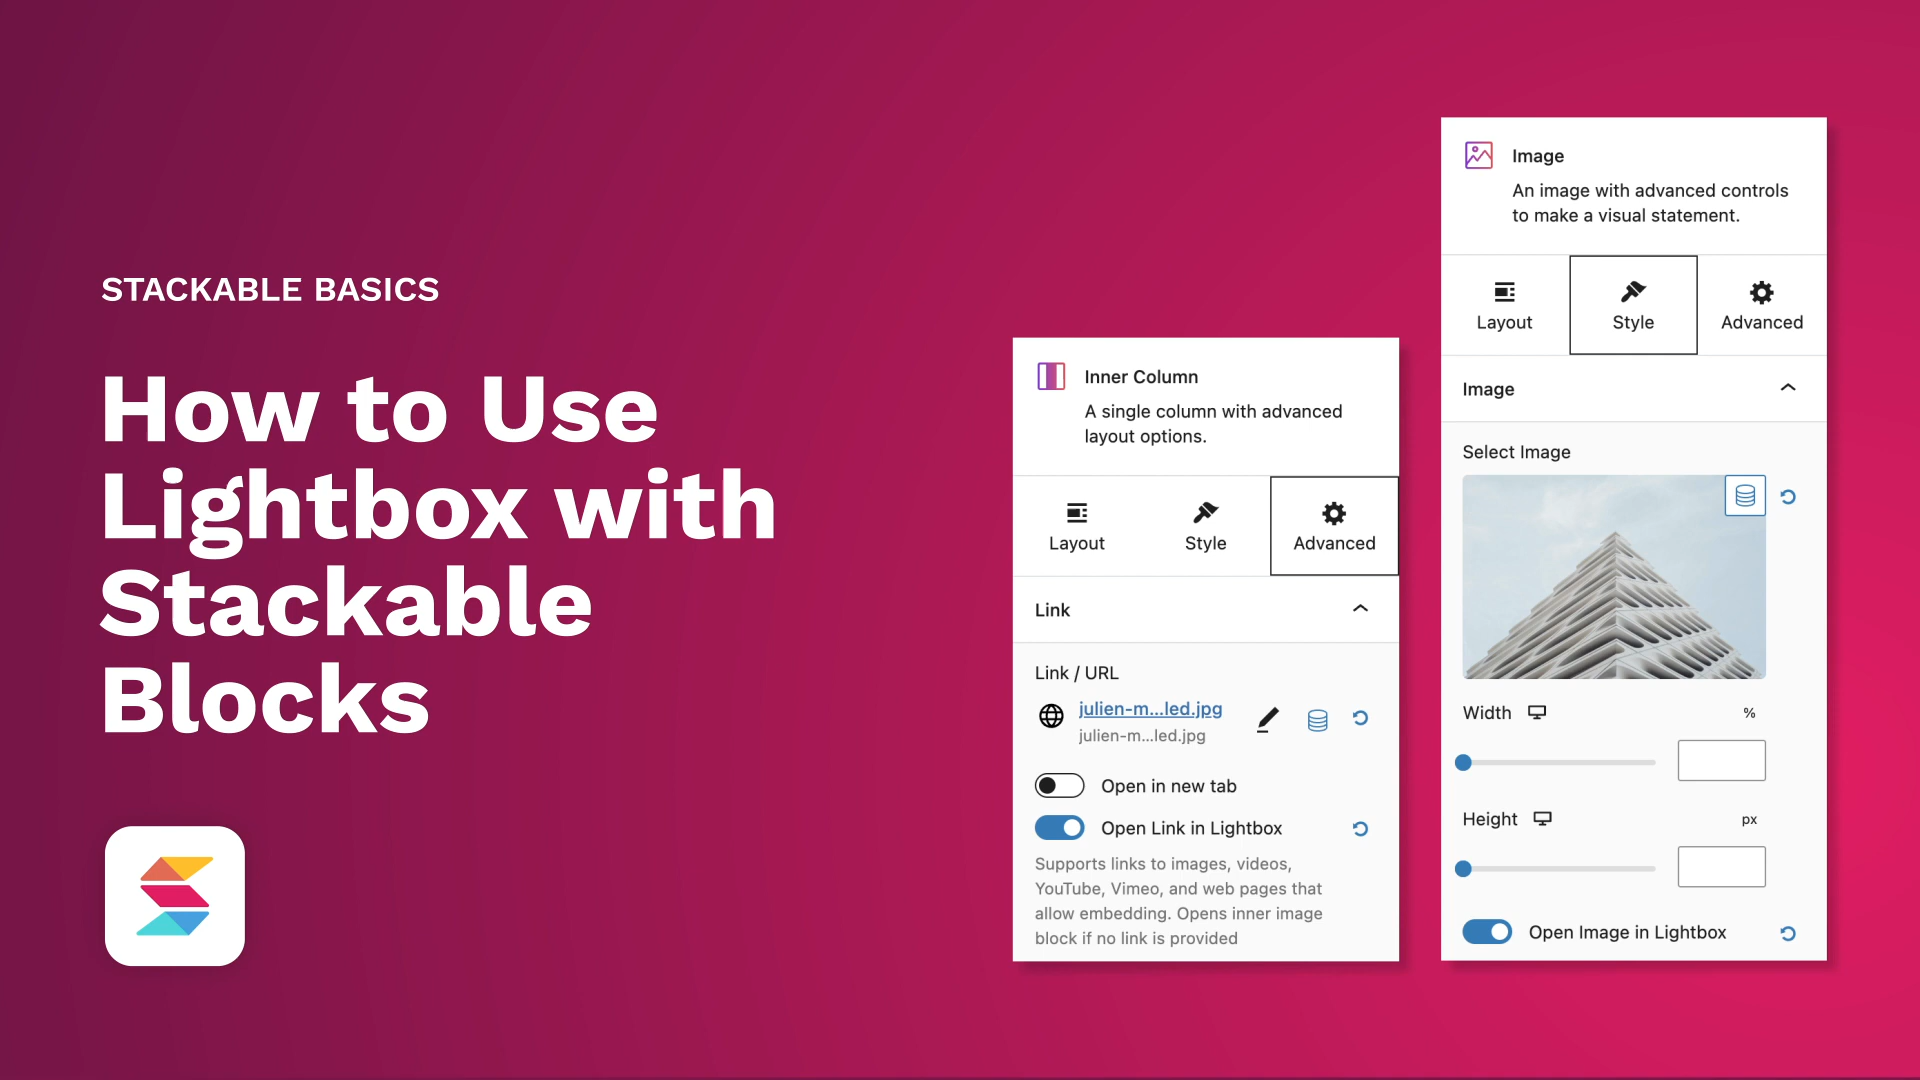 STACKABLE BASICS
How to Use
Lightbox with
Stackable
Blocks
Inner Column
A single column with advanced
layout options.
Layout
Style
Advanced
Link
Link / URL
julien-m...led.jpg
julien-m...led.jpg
Open in new tab
Open Link in Lightbox
Supports links to images, videos,
YouTube, Vimeo, and web pages that
allow embedding. Opens inner image
block if no link is provided
Image
An image with advanced controls
to make a visual statement.
Layout
Style
Advanced
Image
Select Image
Width
%
Height
px
Open Image in Lightbox